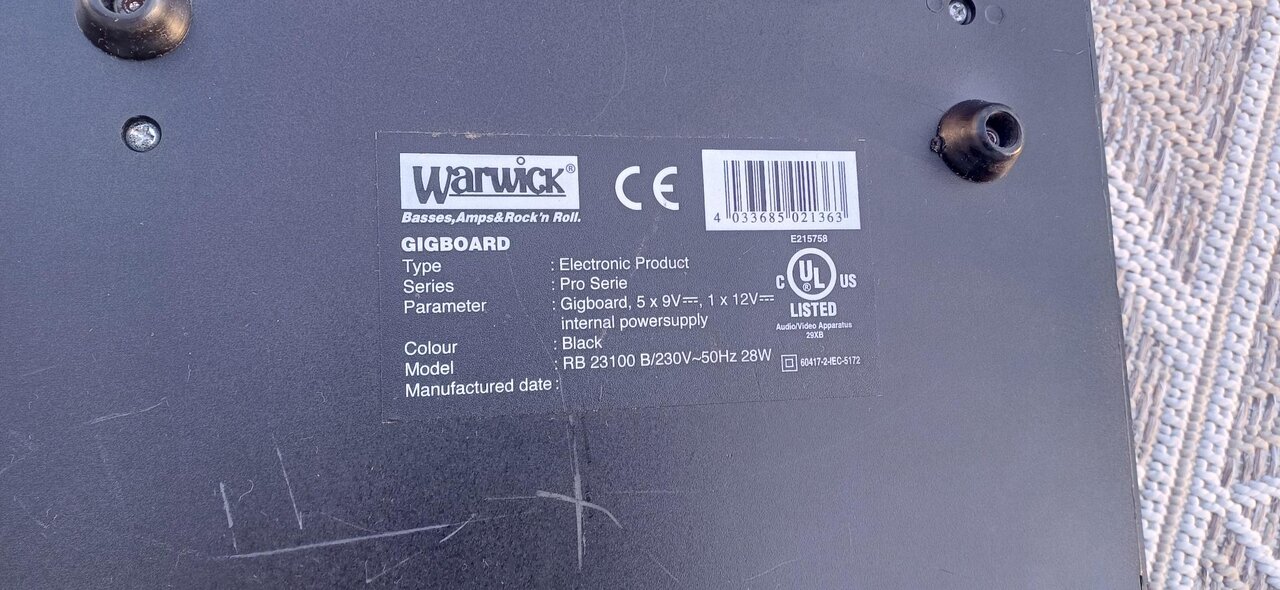 Warwick®
Basses,Amps&Rock'n Roll.
CE
4 033685 021363
GIGBOARD
Type : Electronic Product
Series : Pro Serie
Parameter : Gigboard, 5 x 9V⎓, 1 x 12V⎓
internal powersupply
Colour : Black
Model : RB 23100 B/230V~50Hz 28W
Manufactured date :
E215758
C UL® US
LISTED
Audio/Video Apparatus
29XB
60417-2-IEC-5172